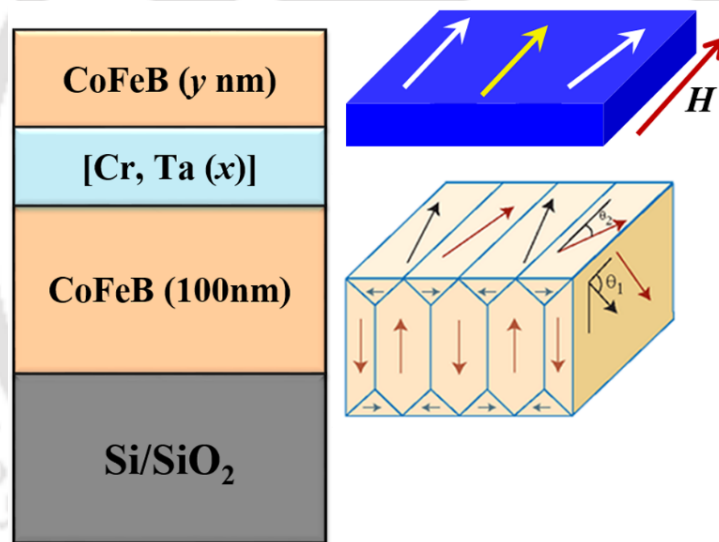 CoFeB (y nm)
[Cr, Ta (x)]
CoFeB (100nm)
Si/SiO₂
H
θ₂
θ₁